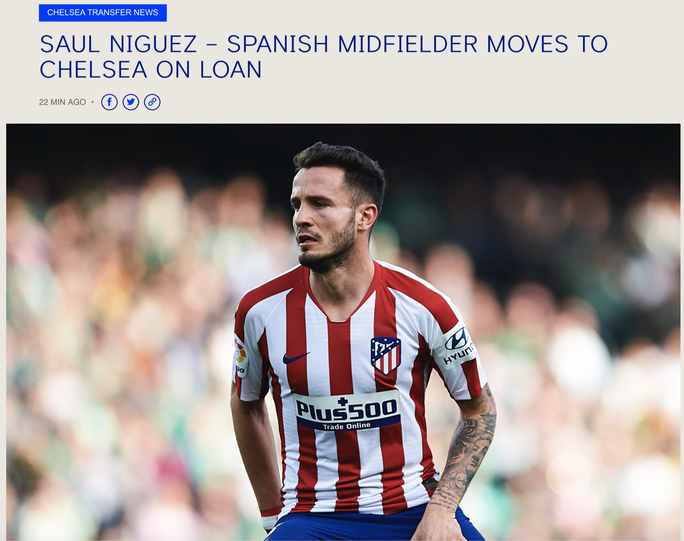 CHELSEA TRANSFER NEWS
SAUL NIGUEZ – SPANISH MIDFIELDER MOVES TO
CHELSEA ON LOAN
22 MIN AGO •
HYUNDAI
Plus500
Trade Online